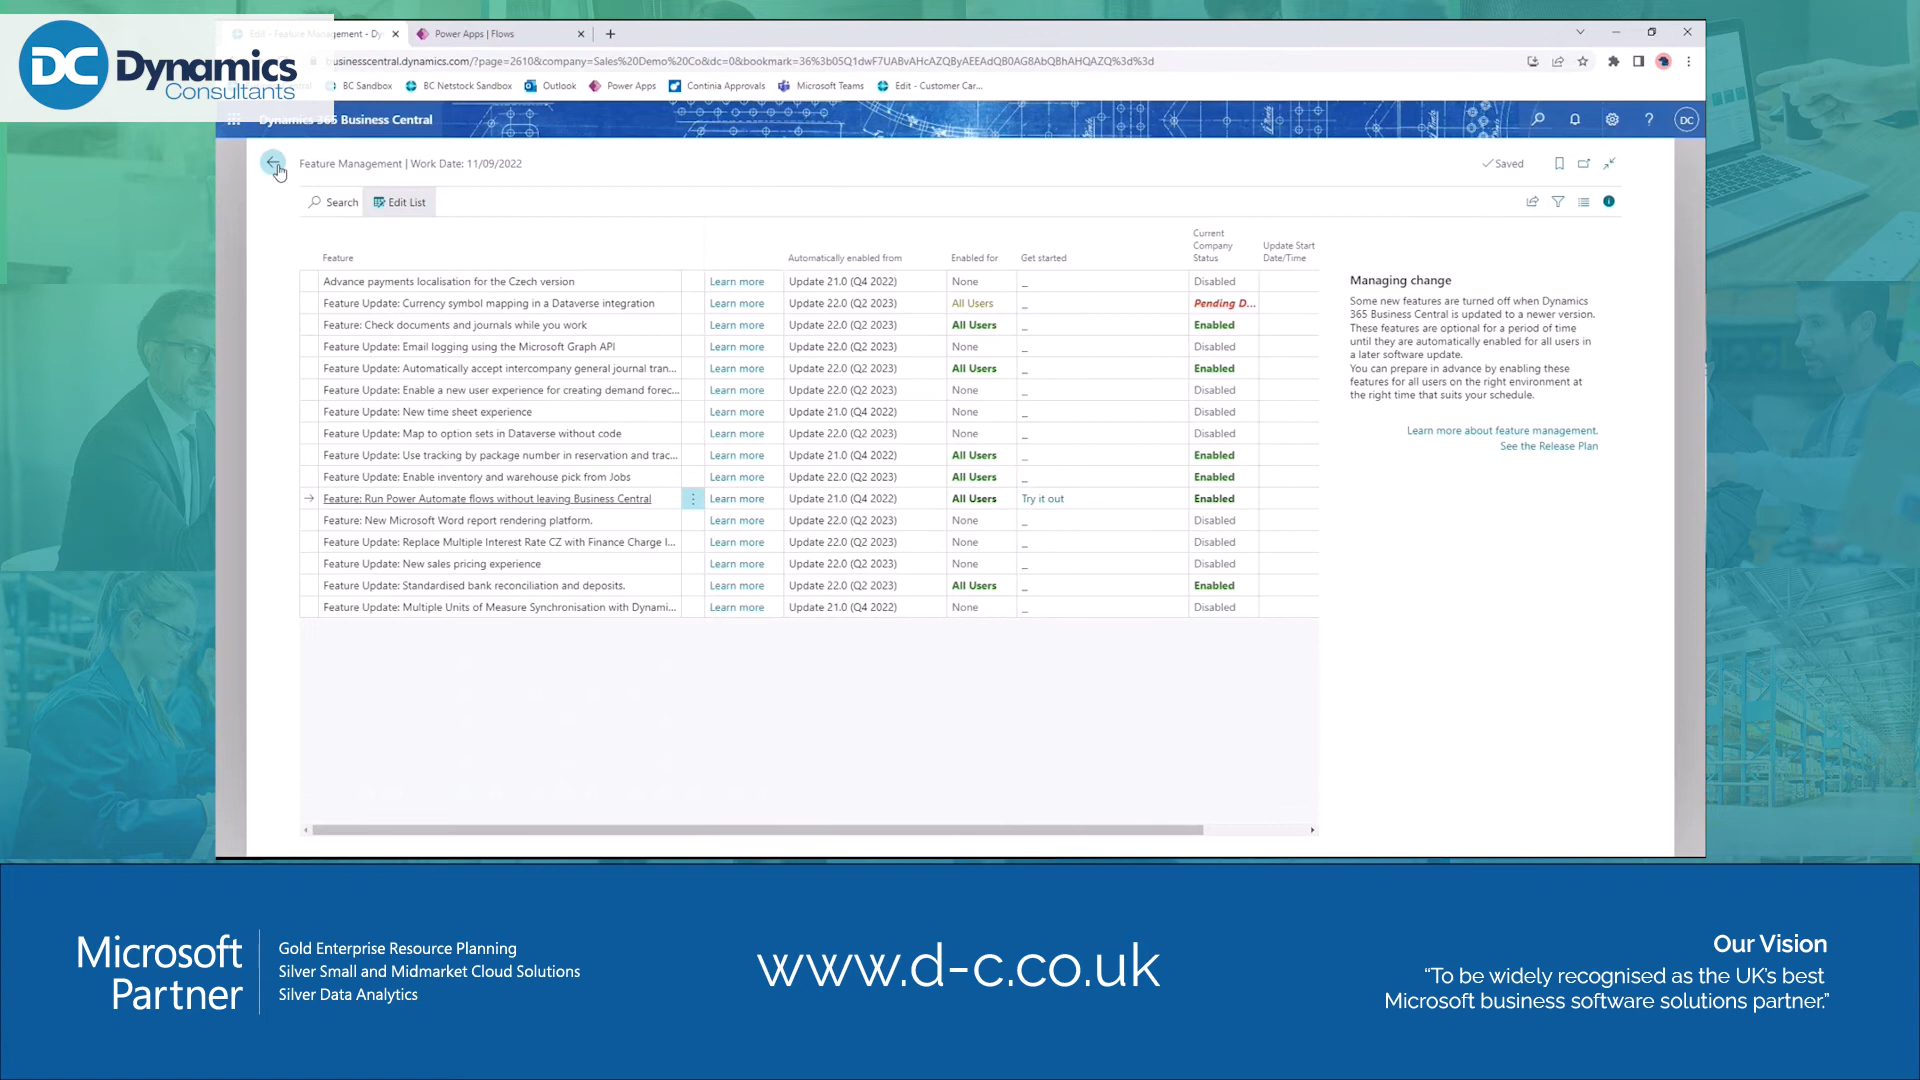 DC Dynamics
Consultants
Edit - Feature Management - Dy
Power Apps | Flows
businesscentral.dynamics.com/?page=2610&company=Sales%20Demo%20Co&dc=0&bookmark=36%3b05Q1dwF7UABvAHcAZQByAEEAdQB0AG8AbQBhAHQAZQ%3d%3d
BC Sandbox
BC Netstock Sandbox
Outlook
Power Apps
Continia Approvals
Microsoft Teams
Edit - Customer Car...
Dynamics 365 Business Central
DC
Feature Management | Work Date: 11/09/2022
Saved
Search
Edit List
Feature
Automatically enabled from
Enabled for
Get started
Current
Company
Status
Update Start
Date/Time
Advance payments localisation for the Czech version Learn more Update 21.0 (Q4 2022) None _ Disabled
Feature Update: Currency symbol mapping in a Dataverse integration Learn more Update 22.0 (Q2 2023) All Users _ Pending D...
Feature: Check documents and journals while you work Learn more Update 22.0 (Q2 2023) All Users _ Enabled
Feature Update: Email logging using the Microsoft Graph API Learn more Update 22.0 (Q2 2023) None _ Disabled
Feature Update: Automatically accept intercompany general journal tran... Learn more Update 22.0 (Q2 2023) All Users _ Enabled
Feature Update: Enable a new user experience for creating demand forec... Learn more Update 22.0 (Q2 2023) None _ Disabled
Feature Update: New time sheet experience Learn more Update 21.0 (Q4 2022) None _ Disabled
Feature Update: Map to option sets in Dataverse without code Learn more Update 22.0 (Q2 2023) None _ Disabled
Feature Update: Use tracking by package number in reservation and trac... Learn more Update 21.0 (Q4 2022) All Users _ Enabled
Feature Update: Enable inventory and warehouse pick from Jobs Learn more Update 22.0 (Q2 2023) All Users _ Enabled
Feature: Run Power Automate flows without leaving Business Central Learn more Update 21.0 (Q4 2022) All Users Try it out Enabled
Feature: New Microsoft Word report rendering platform. Learn more Update 22.0 (Q2 2023) None _ Disabled
Feature Update: Replace Multiple Interest Rate CZ with Finance Charge I... Learn more Update 22.0 (Q2 2023) None _ Disabled
Feature Update: New sales pricing experience Learn more Update 22.0 (Q2 2023) None _ Disabled
Feature Update: Standardised bank reconciliation and deposits. Learn more Update 22.0 (Q2 2023) All Users _ Enabled
Feature Update: Multiple Units of Measure Synchronisation with Dynami... Learn more Update 21.0 (Q4 2022) None _ Disabled
Managing change
Some new features are turned off when Dynamics
365 Business Central is updated to a newer version.
These features are optional for a period of time
until they are automatically enabled for all users in
a later software update.
You can prepare in advance by enabling these
features for all users on the right environment at
the right time that suits your schedule.
Learn more about feature management.
See the Release Plan
Microsoft
Partner
Gold Enterprise Resource Planning
Silver Small and Midmarket Cloud Solutions
Silver Data Analytics
www.d-c.co.uk
Our Vision
“To be widely recognised as the UK's best
Microsoft business software solutions partner.”